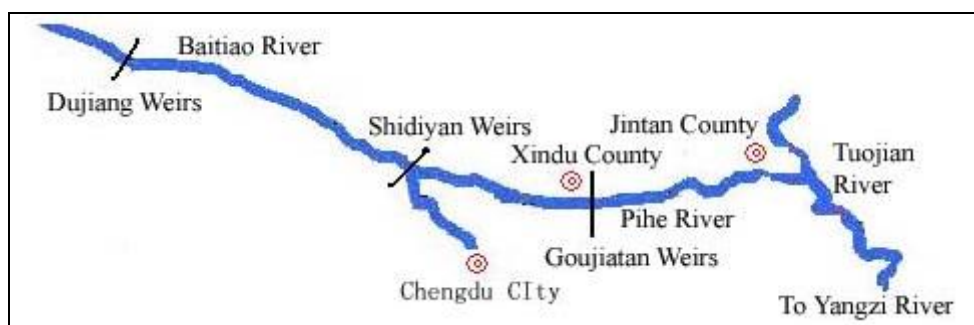 Baitiao River
Dujiang Weirs
Shidiyan Weirs
Jintan County
Xindu County
Tuojian
River
Pihe River
Goujiatan Weirs
Chengdu CIty
To Yangzi River